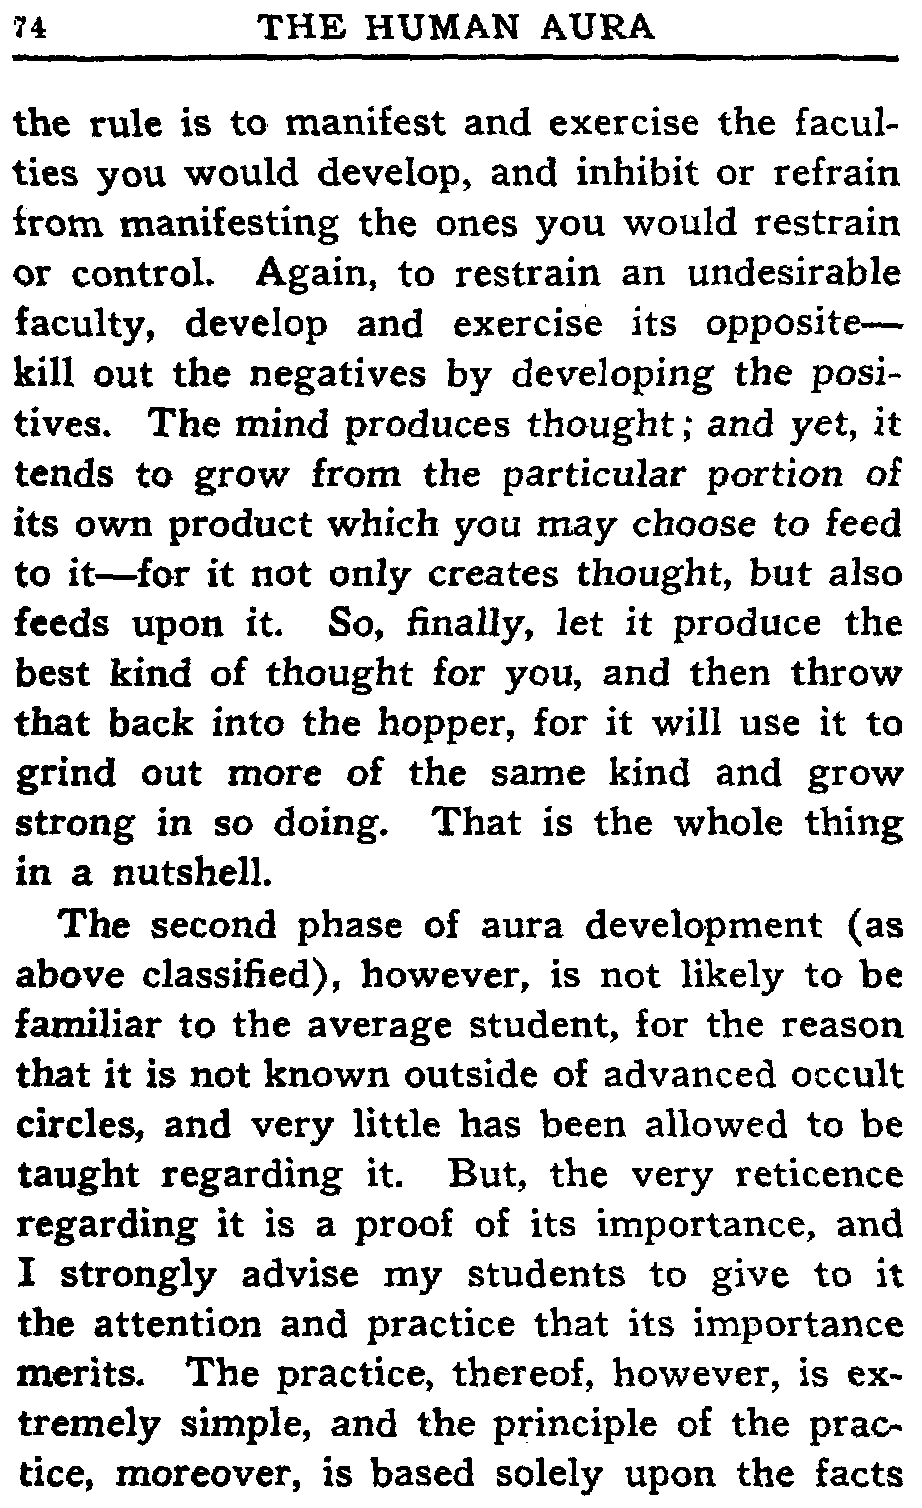 74 THE HUMAN AURA
the rule is to manifest and exercise the facul-
ties you would develop, and inhibit or refrain
from manifesting the ones you would restrain
or control. Again, to restrain an undesirable
faculty, develop and exercise its opposite—
kill out the negatives by developing the posi-
tives. The mind produces thought; and yet, it
tends to grow from the particular portion of
its own product which you may choose to feed
to it—for it not only creates thought, but also
feeds upon it. So, finally, let it produce the
best kind of thought for you, and then throw
that back into the hopper, for it will use it to
grind out more of the same kind and grow
strong in so doing. That is the whole thing
in a nutshell.
The second phase of aura development (as
above classified), however, is not likely to be
familiar to the average student, for the reason
that it is not known outside of advanced occult
circles, and very little has been allowed to be
taught regarding it. But, the very reticence
regarding it is a proof of its importance, and
I strongly advise my students to give to it
the attention and practice that its importance
merits. The practice, thereof, however, is ex-
tremely simple, and the principle of the prac-
tice, moreover, is based solely upon the facts